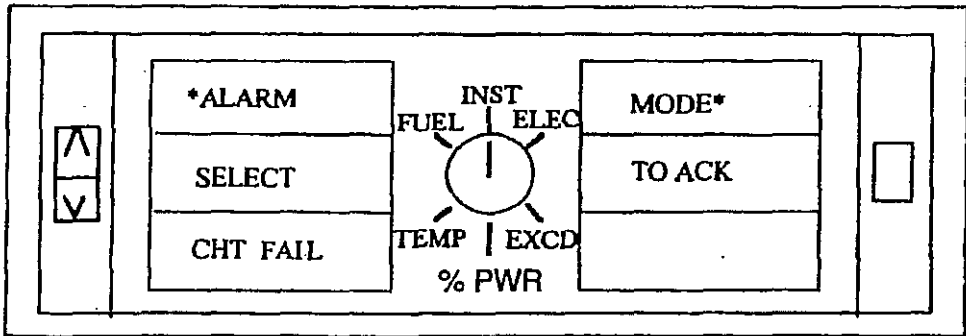 *ALARM
SELECT
CHT FAIL
INST
FUEL ELEC
TEMP EXCD
% PWR
MODE*
TO ACK